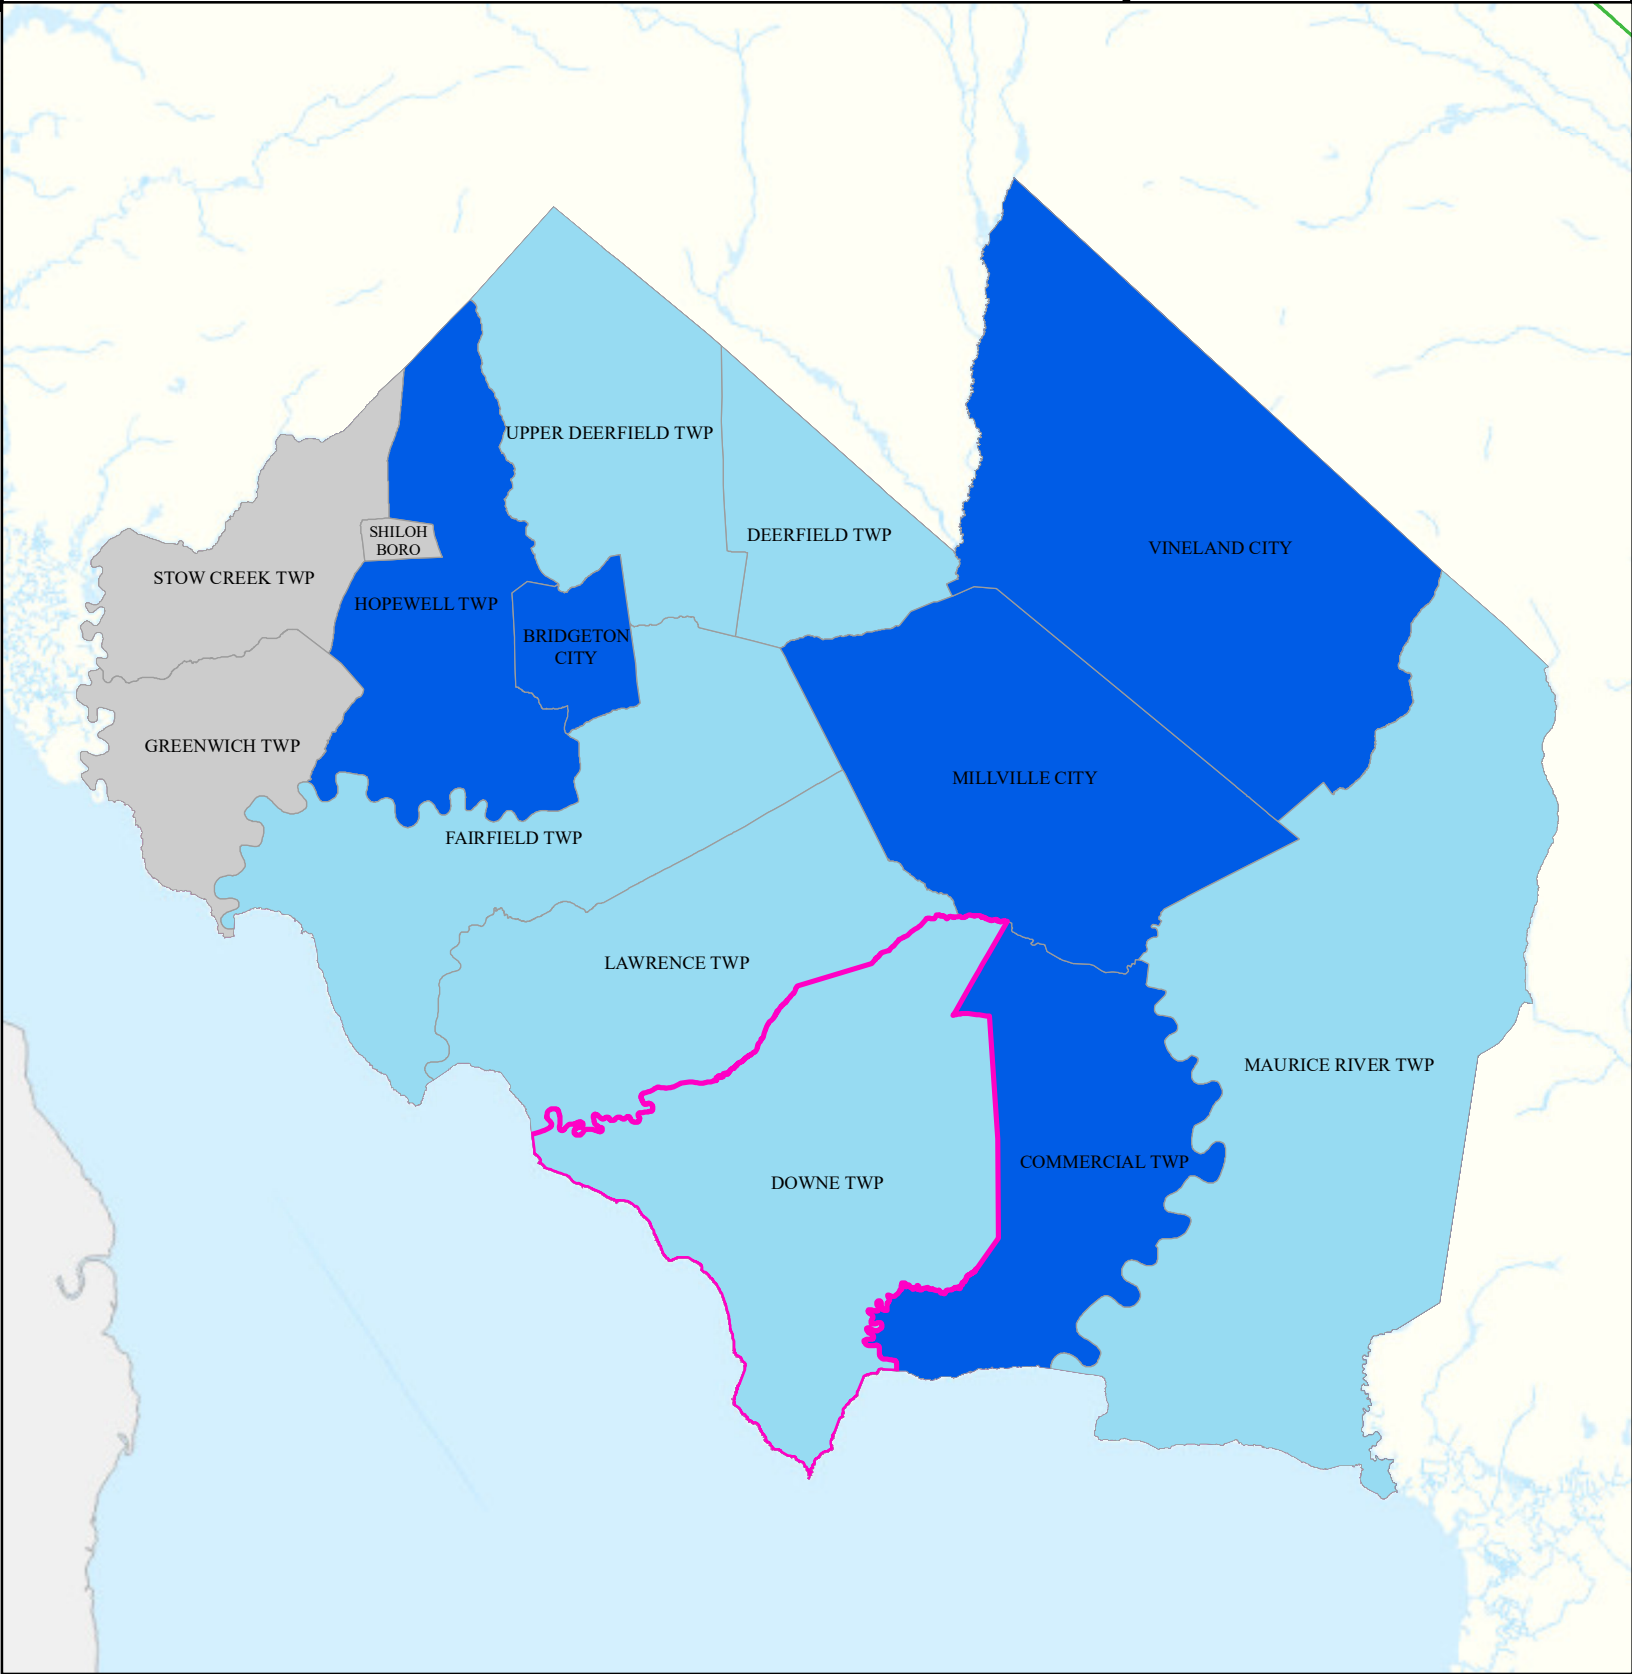 UPPER DEERFIELD TWP
SHILOH
BORO
DEERFIELD TWP
VINELAND CITY
STOW CREEK TWP
HOPEWELL TWP
BRIDGETON
CITY
GREENWICH TWP
MILLVILLE CITY
FAIRFIELD TWP
LAWRENCE TWP
MAURICE RIVER TWP
COMMERCIAL TWP
DOWNE TWP